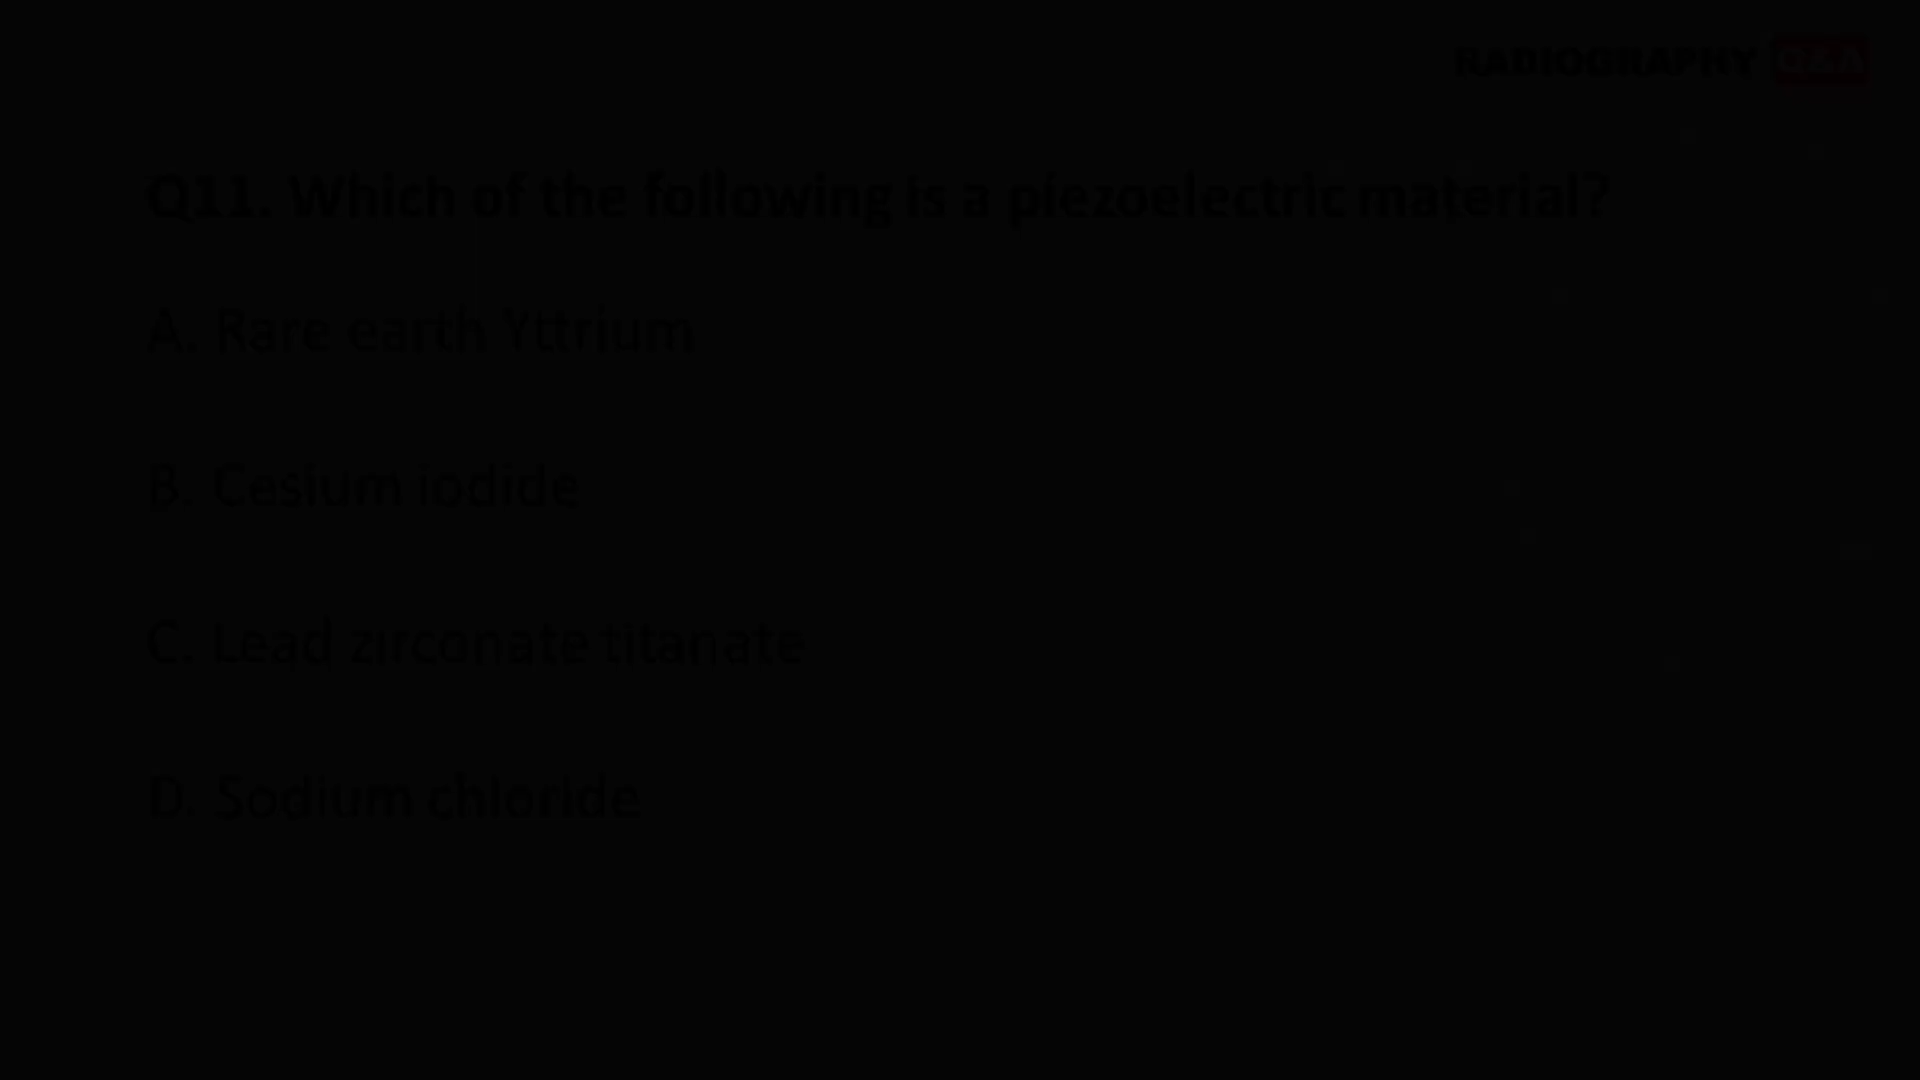 RADIOGRAPHY Q&A
Q11. Which of the following is a piezoelectric material?
A. Rare earth Yttrium
B. Cesium iodide
C. Lead zirconate titanate
D. Sodium chloride